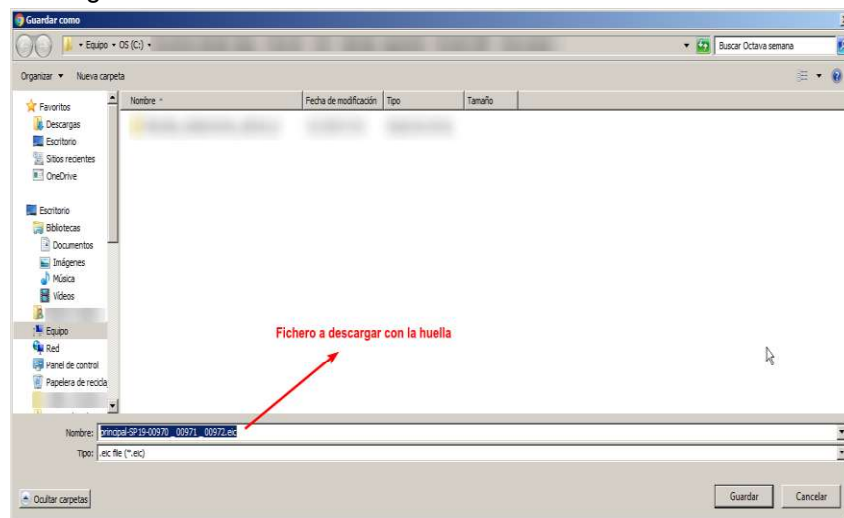 Guardar como
Equipo OS (C:)
Buscar Octava semana
Organizar Nueva carpeta
Nombre Fecha de modificación Tipo Tamaño
Favoritos
Descargas
Escritorio
Sitios recientes
OneDrive
Escritorio
Bibliotecas
Documentos
Imágenes
Música
Vídeos
Equipo
Red
Panel de control
Papelera de recicla
Fichero a descargar con la huella
Nombre: principal-SP19-00970_00971_00972.eic
Tipo: .eic file (*.eic)
Ocultar carpetas
Guardar Cancelar